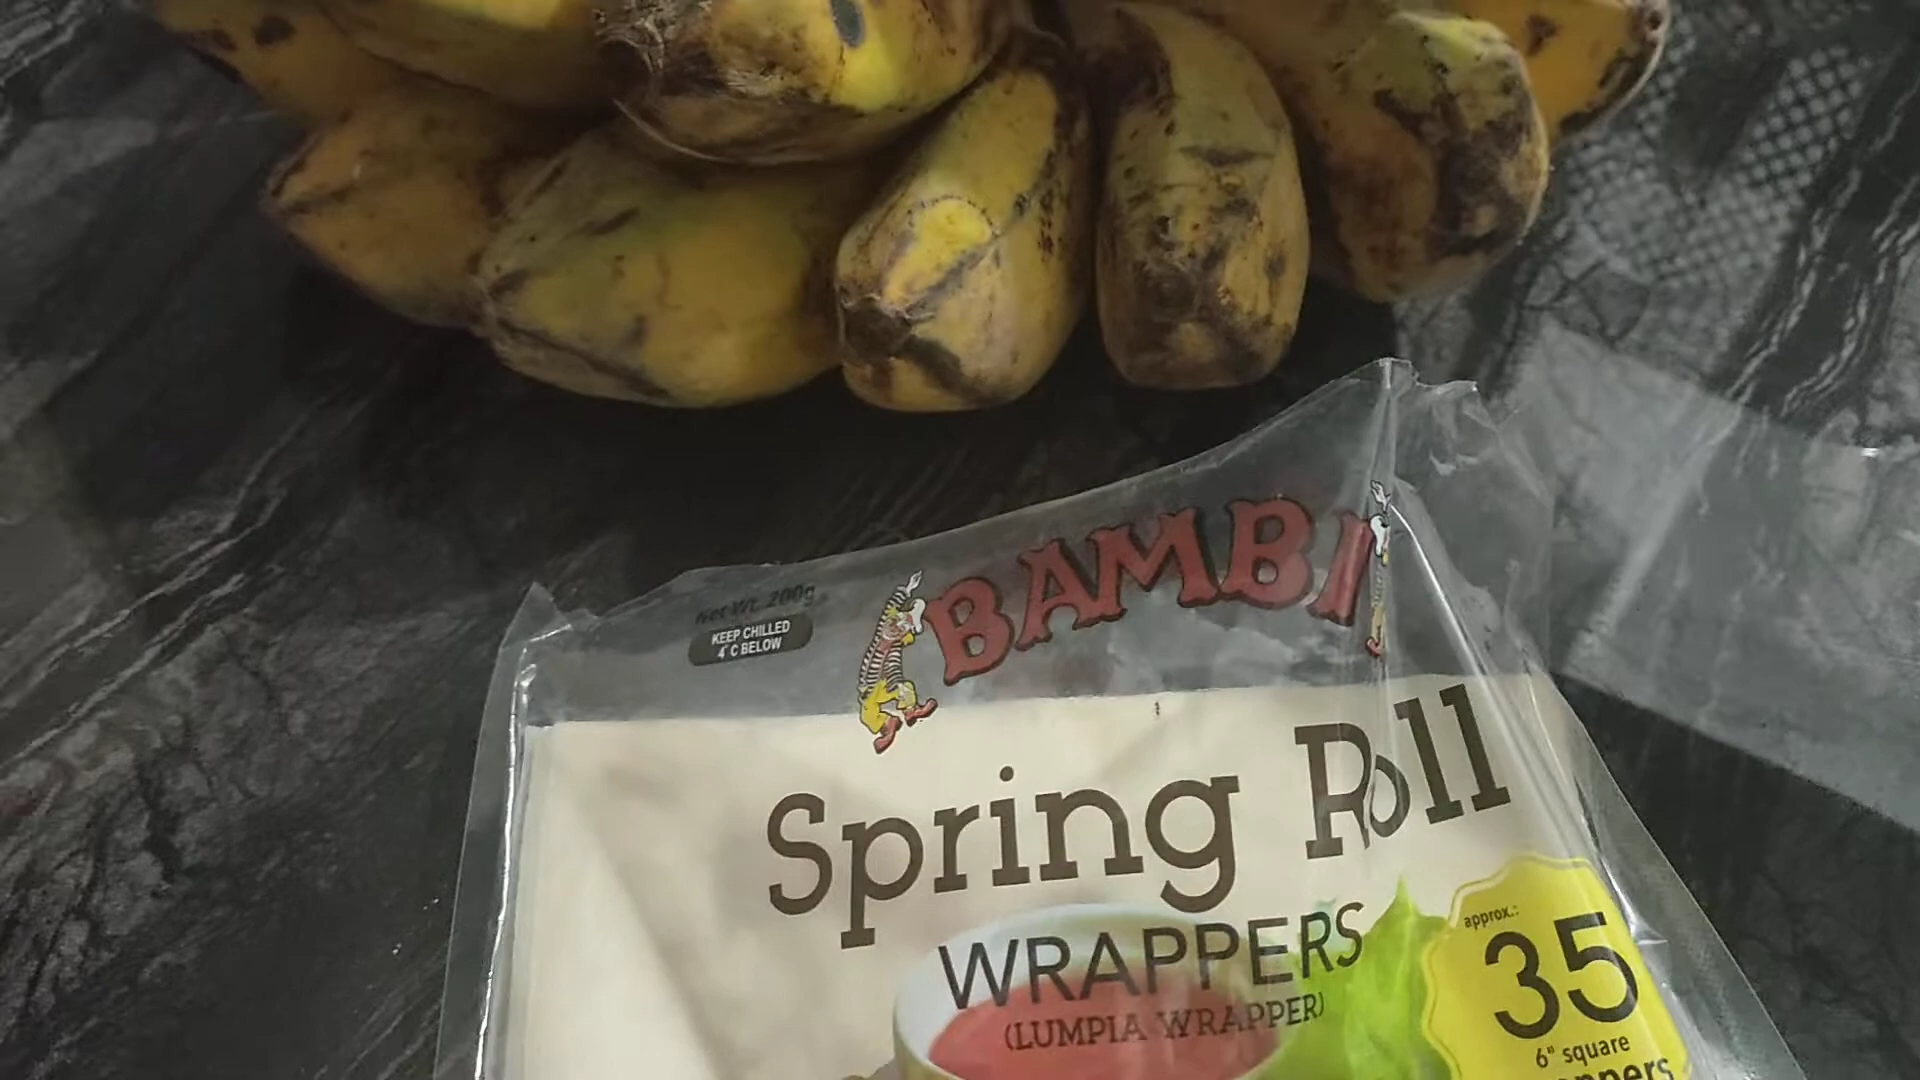 BAMBI
Net Wt. 200g
KEEP CHILLED
4°C BELOW
Spring Roll
WRAPPERS
(LUMPIA WRAPPER)
approx.:
35
6" square